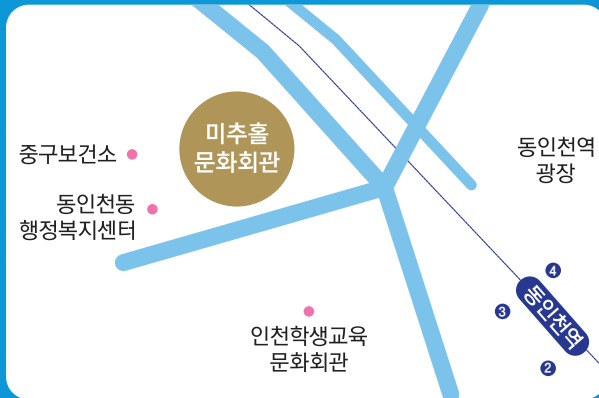 미추홀
문화회관
중구보건소
동인천동
행정복지센터
동인천역
광장
4
3
동인천역
2
인천학생교육
문화회관